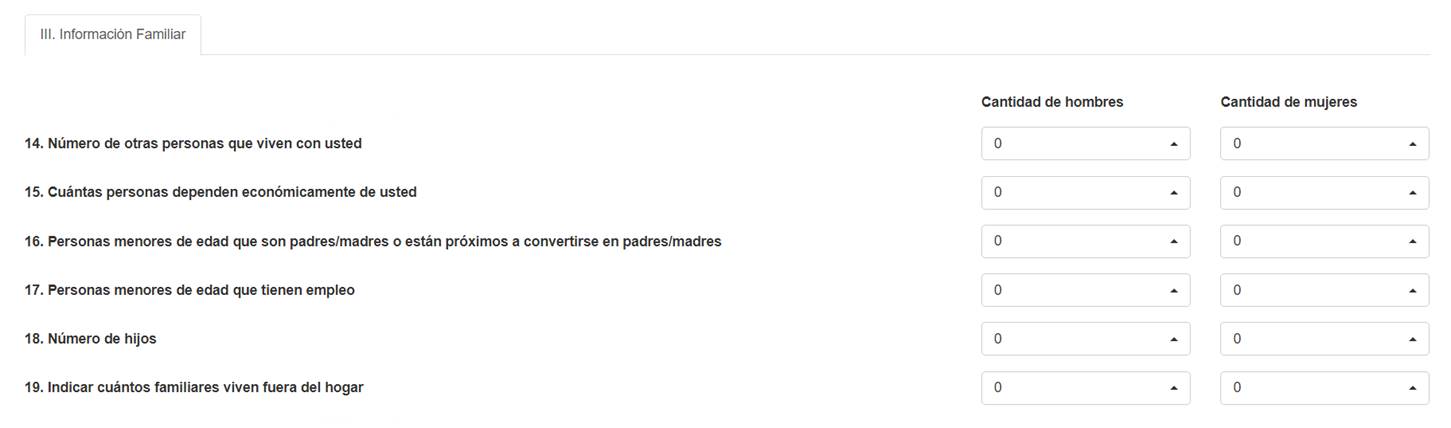 III. Información Familiar
Cantidad de hombres Cantidad de mujeres
14. Número de otras personas que viven con usted 0 0
15. Cuántas personas dependen económicamente de usted 0 0
16. Personas menores de edad que son padres/madres o están próximos a convertirse en padres/madres 0 0
17. Personas menores de edad que tienen empleo 0 0
18. Número de hijos 0 0
19. Indicar cuántos familiares viven fuera del hogar 0 0